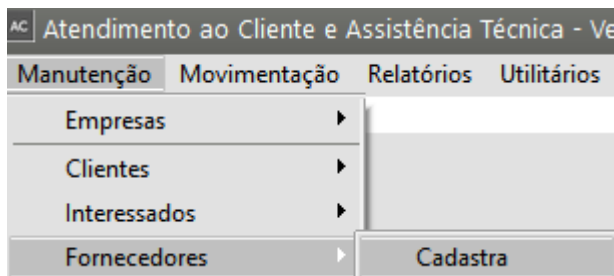 AC Atendimento ao Cliente e Assistência Técnica - Ve
Manutenção Movimentação Relatórios Utilitários
Empresas
Clientes
Interessados
Fornecedores Cadastra